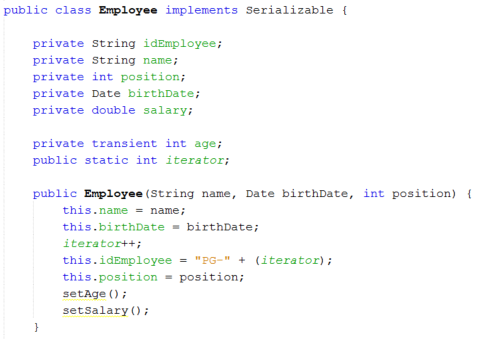 public class Employee implements Serializable {
private String idEmployee;
private String name;
private int position;
private Date birthDate;
private double salary;
private transient int age;
public static int iterator;
public Employee(String name, Date birthDate, int position) {
this.name = name;
this.birthDate = birthDate;
iterator++;
this.idEmployee = "PG-" + (iterator);
this.position = position;
setAge();
setSalary();
}